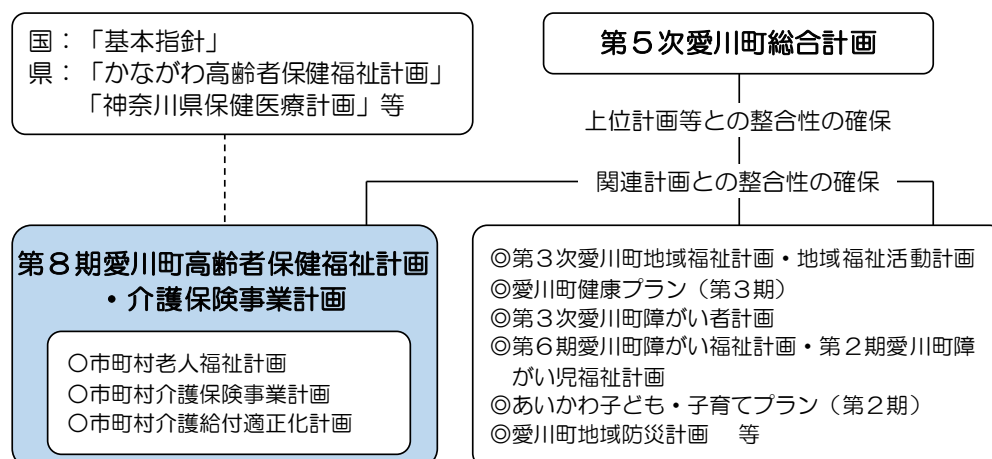 国：「基本指針」
県：「かながわ高齢者保健福祉計画」
「神奈川県保健医療計画」等
第５次愛川町総合計画
上位計画等との整合性の確保
関連計画との整合性の確保
第８期愛川町高齢者保健福祉計画
・介護保険事業計画
〇市町村老人福祉計画
〇市町村介護保険事業計画
〇市町村介護給付適正化計画
◎第３次愛川町地域福祉計画・地域福祉活動計画
◎愛川町健康プラン（第３期）
◎第３次愛川町障がい者計画
◎第６期愛川町障がい福祉計画・第２期愛川町障
がい児福祉計画
◎あいかわ子ども・子育てプラン（第２期）
◎愛川町地域防災計画　等